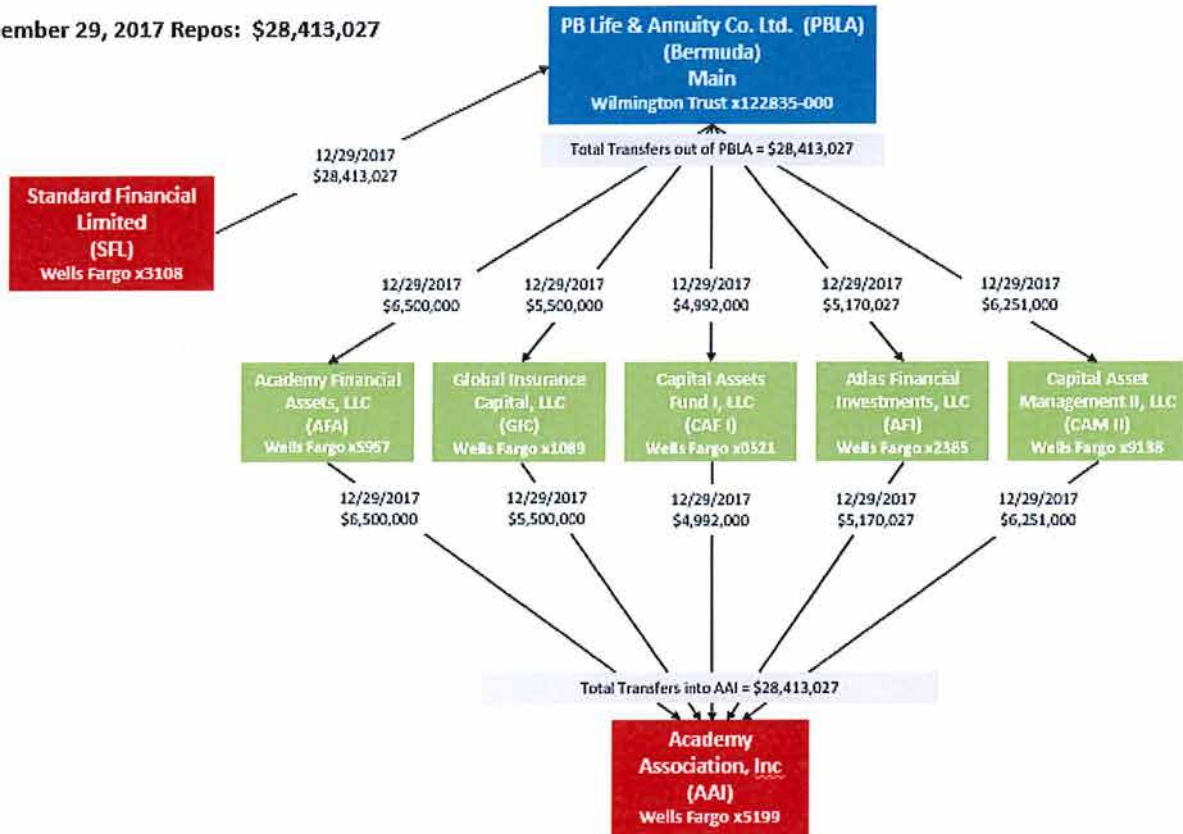 ember 29, 2017 Repos: $28,413,027
PB Life & Annuity Co. Ltd. (PBLA)
(Bermuda)
Main
Wilmington Trust x122835-000
Total Transfers out of PBLA = $28,413,027
12/29/2017
$28,413,027
Standard Financial
Limited
(SFL)
Wells Fargo x3108
12/29/2017
$6,500,000
12/29/2017
$5,500,000
12/29/2017
$4,992,000
12/29/2017
$5,170,027
12/29/2017
$6,251,000
Academy Financial
Assets, LLC
(AFA)
Wells Fargo x5957
Global Insurance
Capital, LLC
(GIC)
Wells Fargo x1089
Capital Assets
Fund I, LLC
(CAF I)
Wells Fargo x0521
Atlas Financial
Investments, LLC
(AFI)
Wells Fargo x2385
Capital Asset
Management II, LLC
(CAM II)
Wells Fargo x9138
12/29/2017
$6,500,000
12/29/2017
$5,500,000
12/29/2017
$4,992,000
12/29/2017
$5,170,027
12/29/2017
$6,251,000
Total Transfers into AAI = $28,413,027
Academy
Association, Inc
(AAI)
Wells Fargo x5199